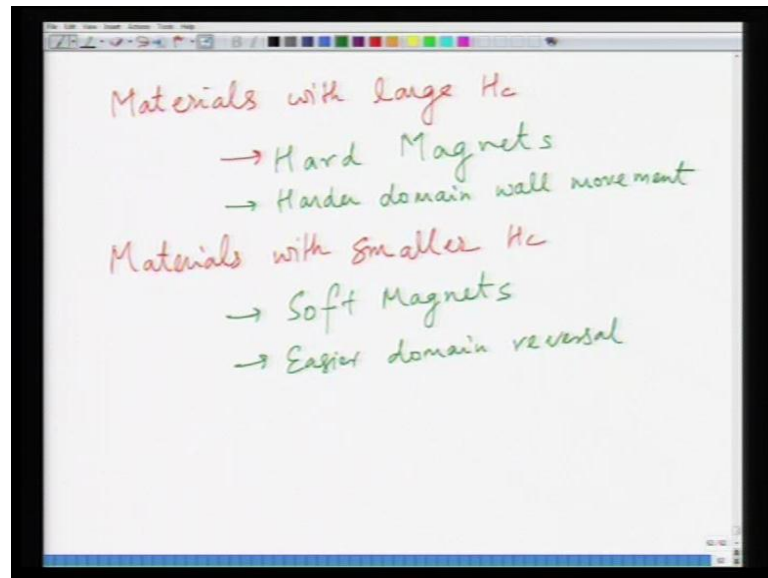 Materials with large Hc
→ Hard Magnets
→ Harder domain wall movement
Materials with smaller Hc
→ Soft Magnets
→ Easier domain reversal